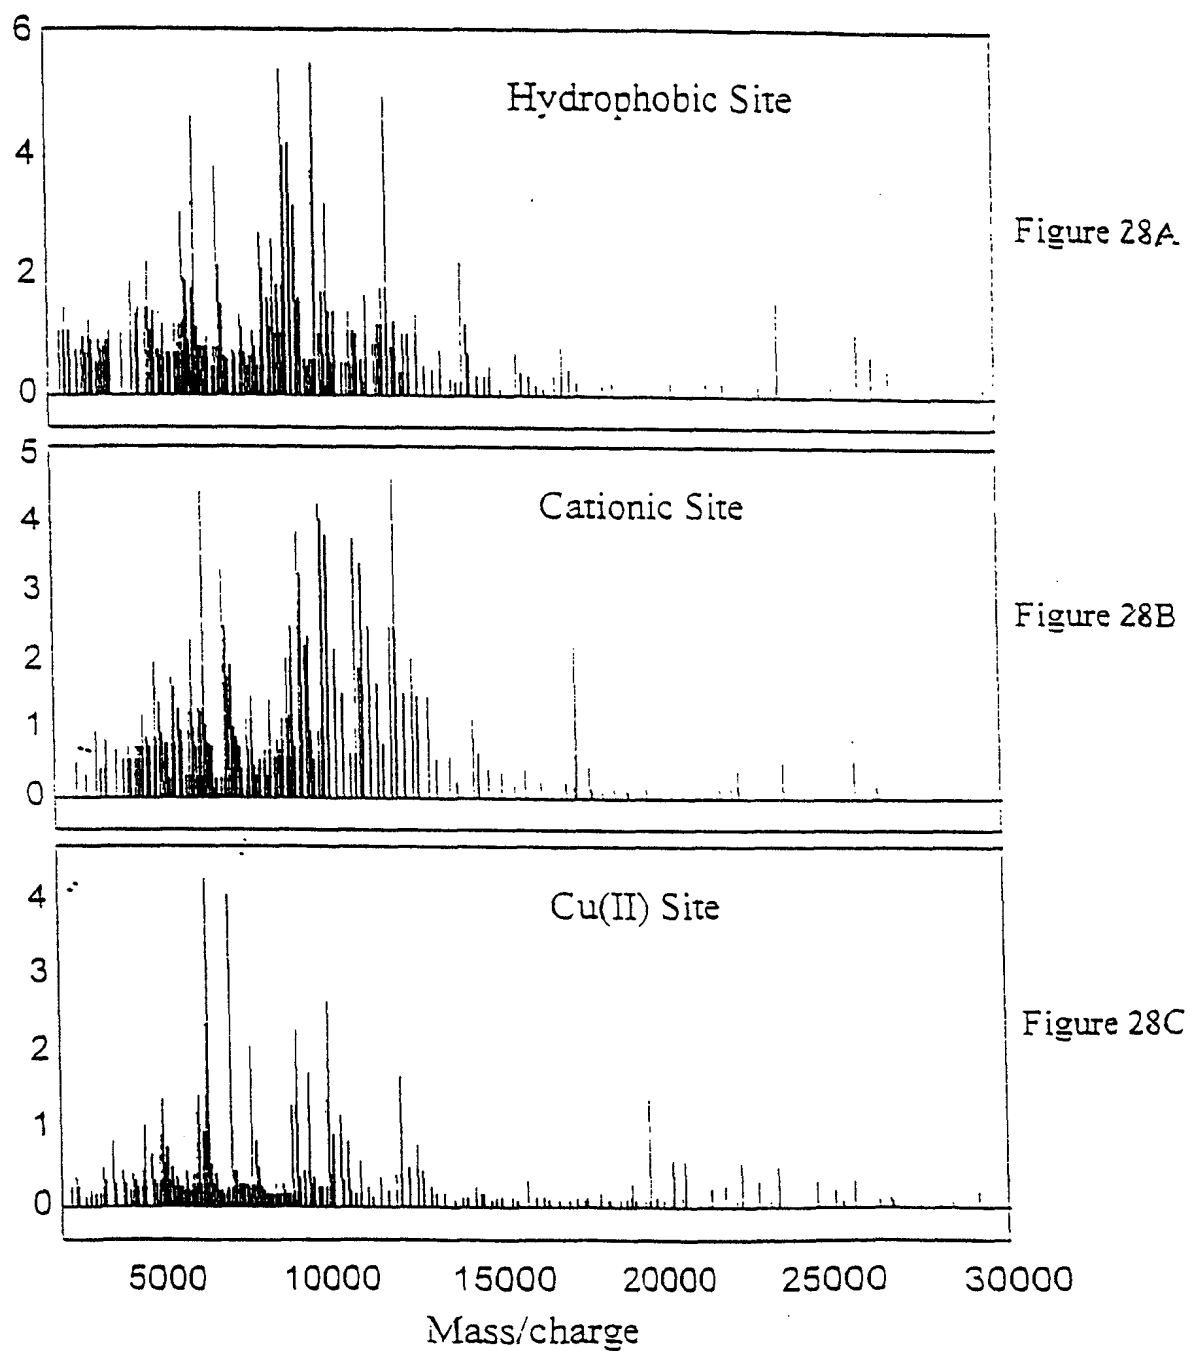 6
4
2
0
Hydrophobic Site
Figure 28A
5
4
3
2
1
0
Cationic Site
Figure 28B
4
3
2
1
0
Cu(II) Site
Figure 28C
5000 10000 15000 20000 25000 30000
Mass/charge